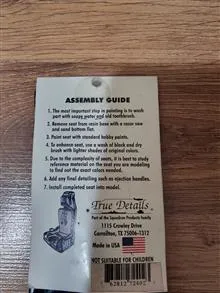 ASSEMBLY GUIDE
1. The most important step in painting is to wash
part with soapy water and old toothbrush.
2. Remove seat from resin base with a razor saw
and sand bottom flat.
3. Paint seat with standard hobby paints.
4. To enhance seat, use a wash of black and dry
brush with lighter shades of original colors.
5. Due to the complexity of seats, it is best to study
reference material on the seat you are modeling
to find out the exact colors needed.
6. Add any final detailing such as ejection handles.
7. Install completed seat into model.
True Details
Part of the Squadron Products Family
1115 Crowley Drive
Carrollton, TX 75006-1312
Made in USA
NOT SUITABLE FOR CHILDREN